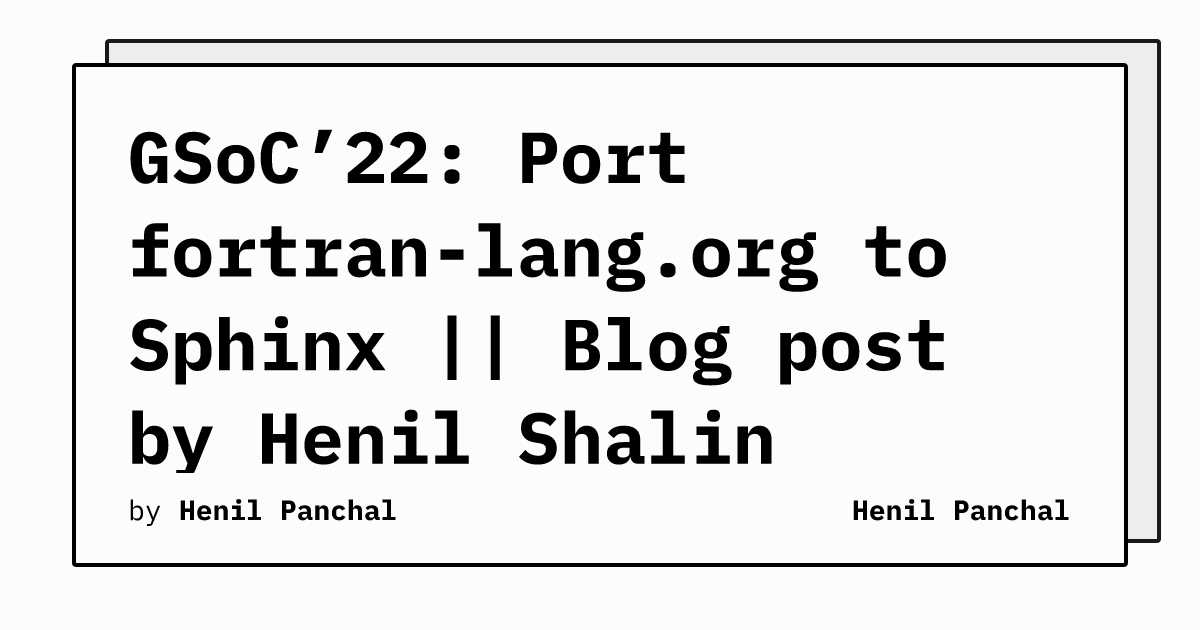 GSoC’22: Port
fortran-lang.org to
Sphinx || Blog post
by Henil Shalin
by Henil Panchal
Henil Panchal